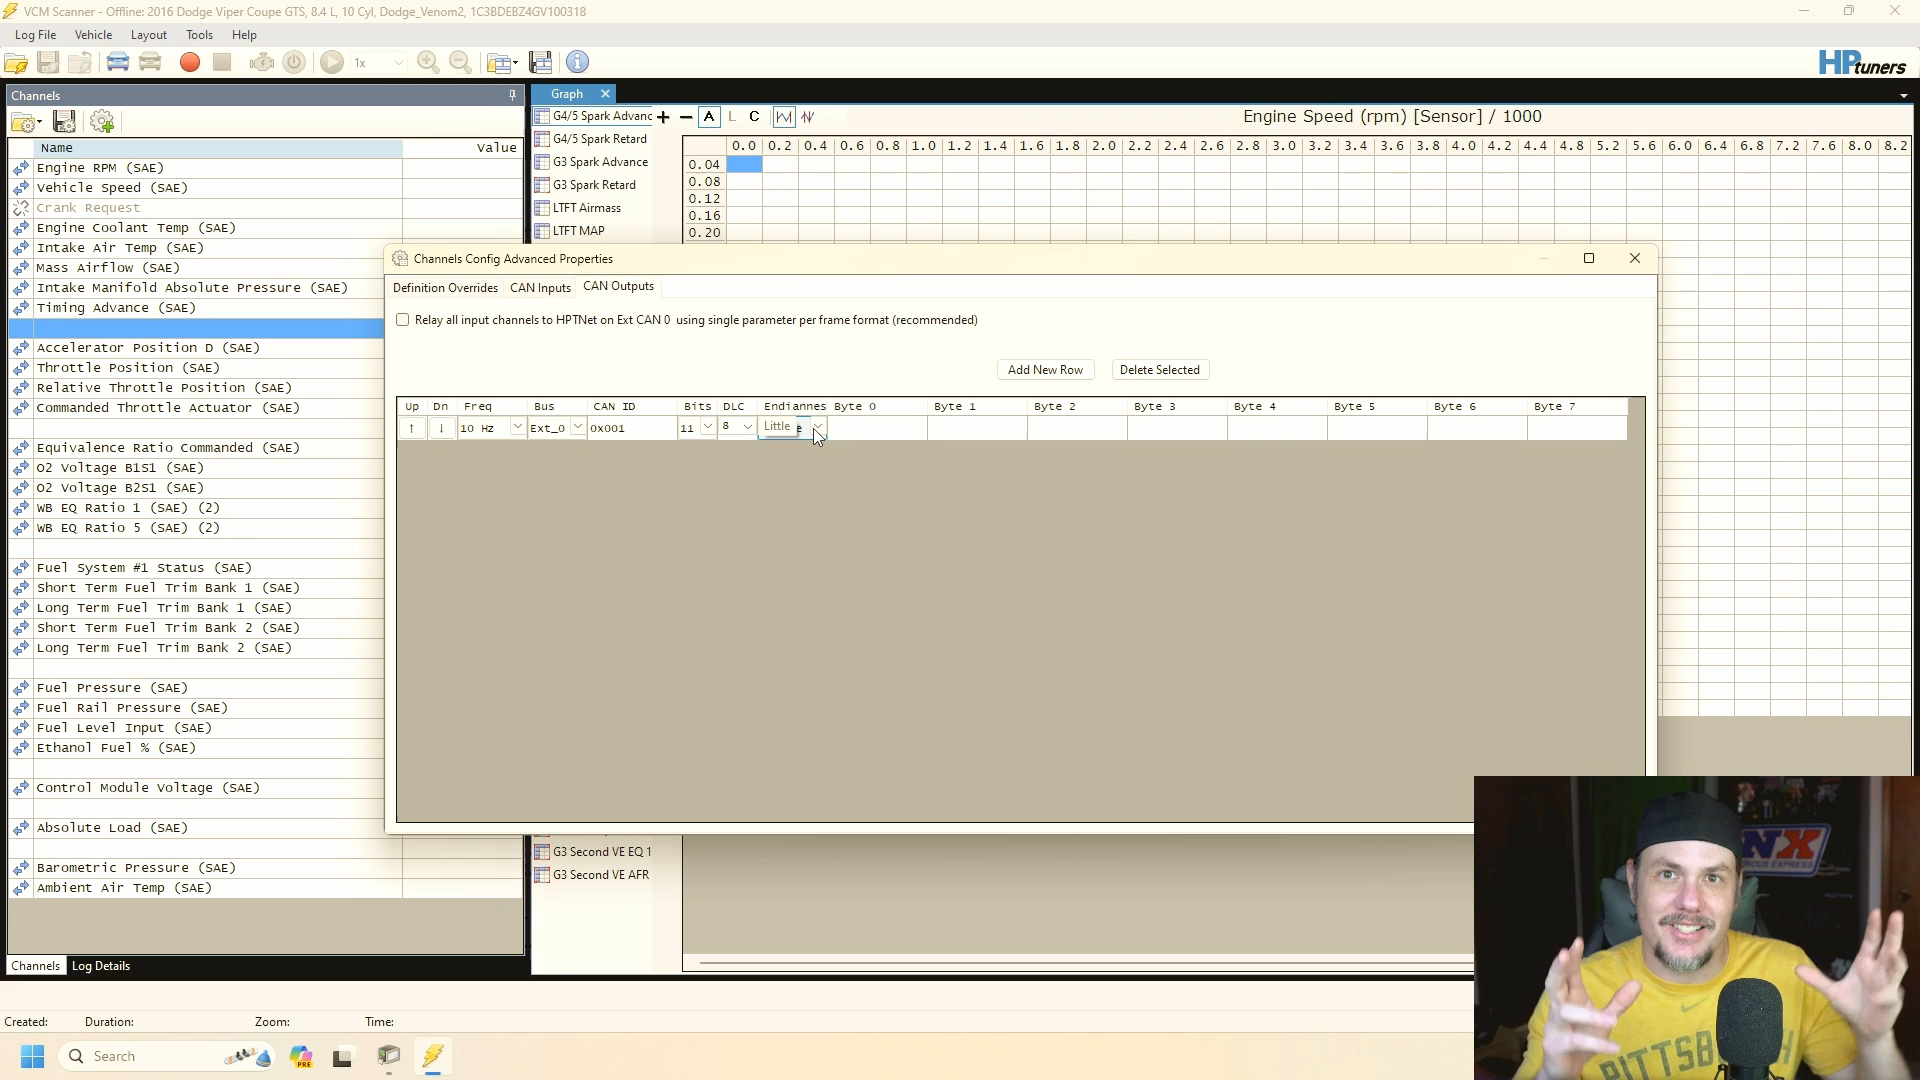 VCM Scanner - Offline: 2016 Dodge Viper Coupe GTS, 8.4 L, 10 Cyl, Dodge_Venom2, 1C3BDEBZ4GV100318
Log File Vehicle Layout Tools Help
1x
HPtuners
Channels
Name Value
Engine RPM (SAE)
Vehicle Speed (SAE)
Crank Request
Engine Coolant Temp (SAE)
Intake Air Temp (SAE)
Mass Airflow (SAE)
Intake Manifold Absolute Pressure (SAE)
Timing Advance (SAE)
Accelerator Position D (SAE)
Throttle Position (SAE)
Relative Throttle Position (SAE)
Commanded Throttle Actuator (SAE)
Equivalence Ratio Commanded (SAE)
O2 Voltage B1S1 (SAE)
O2 Voltage B2S1 (SAE)
WB EQ Ratio 1 (SAE) (2)
WB EQ Ratio 5 (SAE) (2)
Fuel System #1 Status (SAE)
Short Term Fuel Trim Bank 1 (SAE)
Long Term Fuel Trim Bank 1 (SAE)
Short Term Fuel Trim Bank 2 (SAE)
Long Term Fuel Trim Bank 2 (SAE)
Fuel Pressure (SAE)
Fuel Rail Pressure (SAE)
Fuel Level Input (SAE)
Ethanol Fuel % (SAE)
Control Module Voltage (SAE)
Absolute Load (SAE)
Barometric Pressure (SAE)
Ambient Air Temp (SAE)
Channels Log Details
Graph
G4/5 Spark Advanc
G4/5 Spark Retard
G3 Spark Advance
G3 Spark Retard
LTFT Airmass
LTFT MAP
A L C
Engine Speed (rpm) [Sensor] / 1000
0.0 0.2 0.4 0.6 0.8 1.0 1.2 1.4 1.6 1.8 2.0 2.2 2.4 2.6 2.8 3.0 3.2 3.4 3.6 3.8 4.0 4.2 4.4 4.8 5.2 5.6 6.0 6.4 6.8 7.2 7.6 8.0 8.2
0.04
0.08
0.12
0.16
0.20
Channels Config Advanced Properties
Definition Overrides CAN Inputs CAN Outputs
Relay all input channels to HPTNet on Ext CAN 0 using single parameter per frame format (recommended)
Add New Row Delete Selected
Up Dn Freq Bus CAN ID Bits DLC Endiannes Byte 0 Byte 1 Byte 2 Byte 3 Byte 4 Byte 5 Byte 6 Byte 7
↑ ↓ 10 Hz Ext_0 0x001 11 8 Little
G3 Second VE EQ 1
G3 Second VE AFR
Created: Duration: Zoom: Time:
Search
PRE
NX
EXPRESS
PITTSB